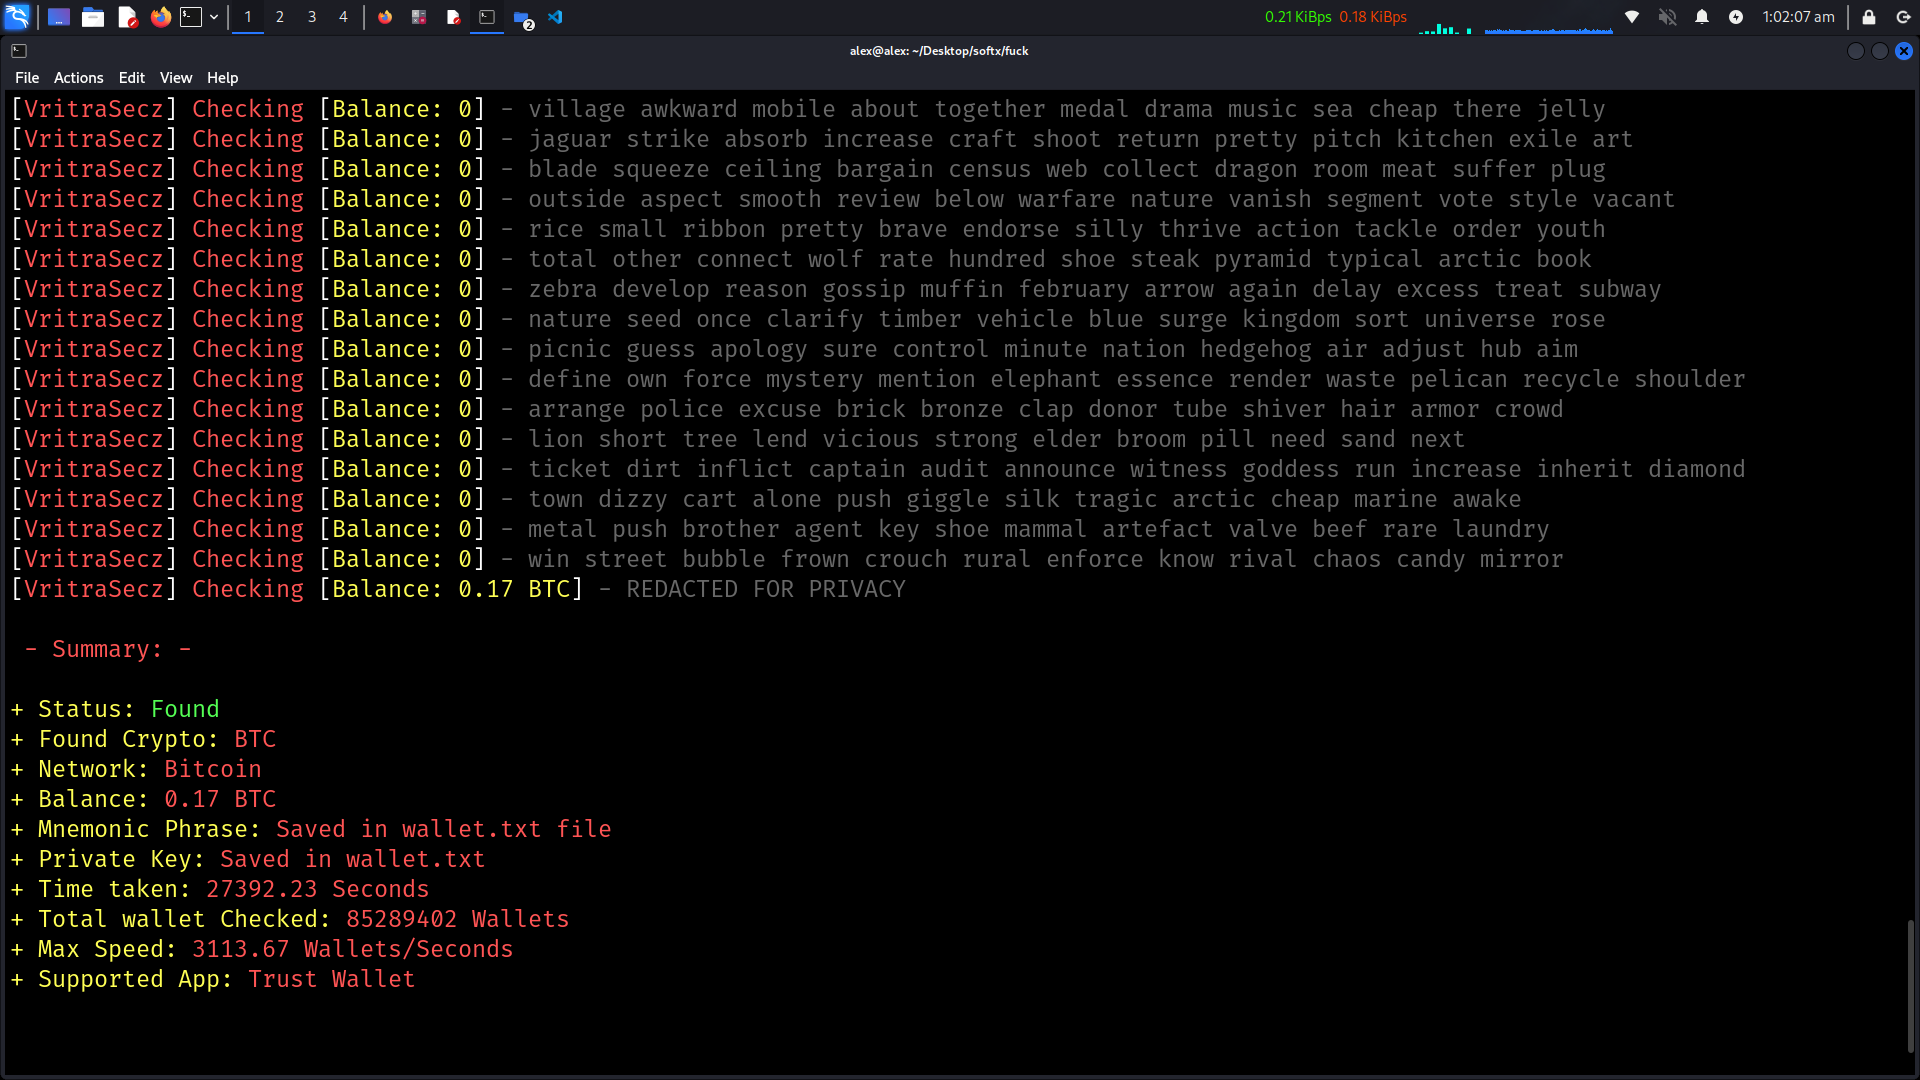 1 2 3 4 2 0.21 KiBps 0.18 KiBps 1:02:07 am
alex@alex: ~/Desktop/softx/fuck
File Actions Edit View Help
[VritraSecz] Checking [Balance: 0] - village awkward mobile about together medal drama music sea cheap there jelly
[VritraSecz] Checking [Balance: 0] - jaguar strike absorb increase craft shoot return pretty pitch kitchen exile art
[VritraSecz] Checking [Balance: 0] - blade squeeze ceiling bargain census web collect dragon room meat suffer plug
[VritraSecz] Checking [Balance: 0] - outside aspect smooth review below warfare nature vanish segment vote style vacant
[VritraSecz] Checking [Balance: 0] - rice small ribbon pretty brave endorse silly thrive action tackle order youth
[VritraSecz] Checking [Balance: 0] - total other connect wolf rate hundred shoe steak pyramid typical arctic book
[VritraSecz] Checking [Balance: 0] - zebra develop reason gossip muffin february arrow again delay excess treat subway
[VritraSecz] Checking [Balance: 0] - nature seed once clarify timber vehicle blue surge kingdom sort universe rose
[VritraSecz] Checking [Balance: 0] - picnic guess apology sure control minute nation hedgehog air adjust hub aim
[VritraSecz] Checking [Balance: 0] - define own force mystery mention elephant essence render waste pelican recycle shoulder
[VritraSecz] Checking [Balance: 0] - arrange police excuse brick bronze clap donor tube shiver hair armor crowd
[VritraSecz] Checking [Balance: 0] - lion short tree lend vicious strong elder broom pill need sand next
[VritraSecz] Checking [Balance: 0] - ticket dirt inflict captain audit announce witness goddess run increase inherit diamond
[VritraSecz] Checking [Balance: 0] - town dizzy cart alone push giggle silk tragic arctic cheap marine awake
[VritraSecz] Checking [Balance: 0] - metal push brother agent key shoe mammal artefact valve beef rare laundry
[VritraSecz] Checking [Balance: 0] - win street bubble frown crouch rural enforce know rival chaos candy mirror
[VritraSecz] Checking [Balance: 0.17 BTC] - REDACTED FOR PRIVACY
- Summary: -
+ Status: Found
+ Found Crypto: BTC
+ Network: Bitcoin
+ Balance: 0.17 BTC
+ Mnemonic Phrase: Saved in wallet.txt file
+ Private Key: Saved in wallet.txt
+ Time taken: 27392.23 Seconds
+ Total wallet Checked: 85289402 Wallets
+ Max Speed: 3113.67 Wallets/Seconds
+ Supported App: Trust Wallet